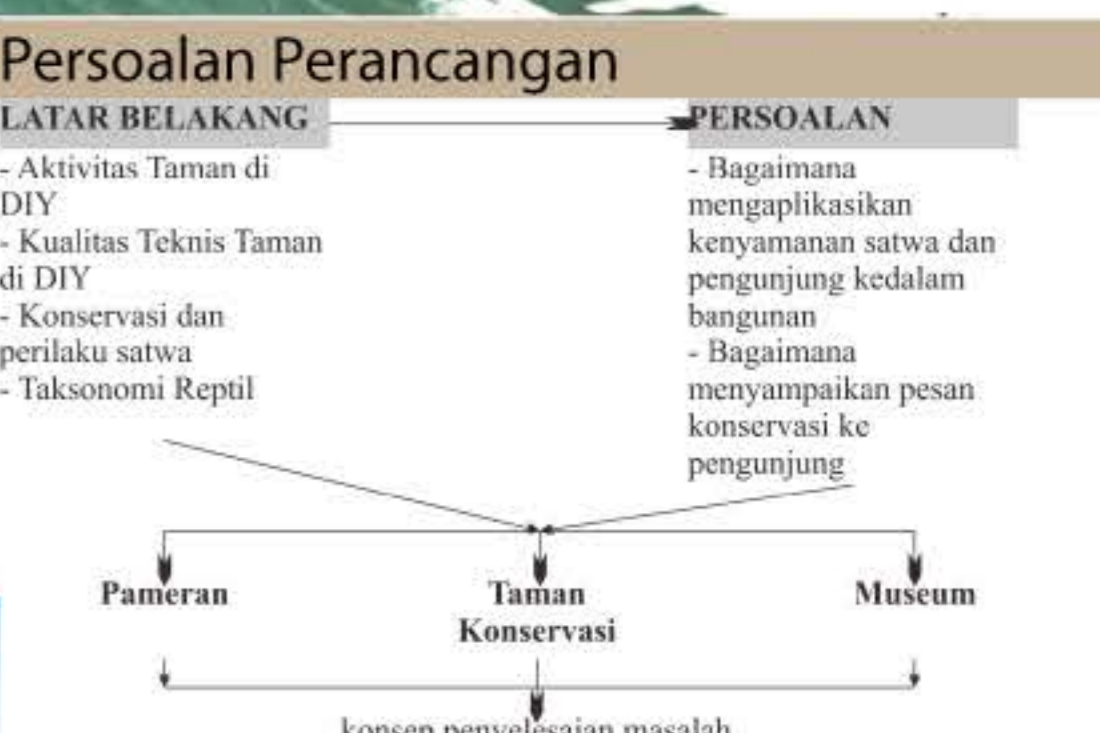 Persoalan Perancangan
LATAR BELAKANG
- Aktivitas Taman di
DIY
- Kualitas Teknis Taman
di DIY
- Konservasi dan
perilaku satwa
- Taksonomi Reptil
PERSOALAN
- Bagaimana
mengaplikasikan
kenyamanan satwa dan
pengunjung kedalam
bangunan
- Bagaimana
menyampaikan pesan
konservasi ke
pengunjung
Pameran
Taman
Konservasi
Museum
konsep penyelesaian masalah